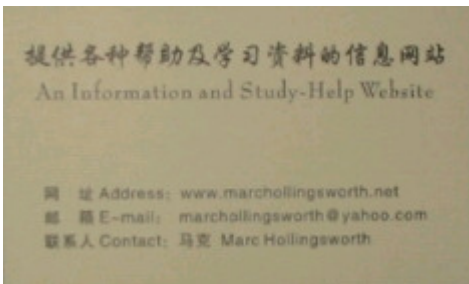 提供各种帮助及学习资料的信息网站
An Information and Study-Help Website
网 址 Address: www.marchollingsworth.net
邮 箱 E-mail: marchollingsworth@yahoo.com
联系人 Contact: 马克 Marc Hollingsworth